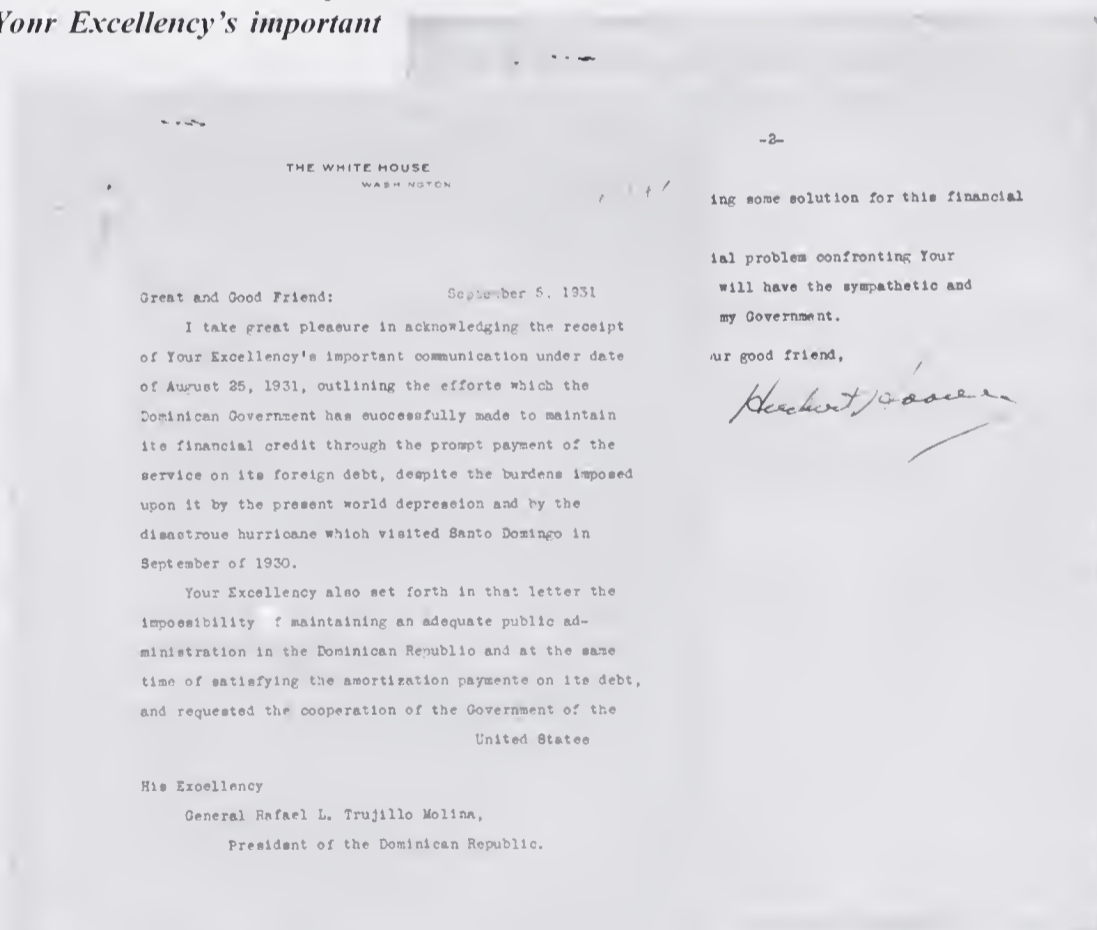 Your Excellency's important
THE WHITE HOUSE
WASHINGTON
Great and Good Friend: September 5, 1931
I take great pleasure in acknowledging the receipt
of Your Excellency's important communication under date
of August 25, 1931, outlining the efforts which the
Dominican Government has successfully made to maintain
its financial credit through the prompt payment of the
service on its foreign debt, despite the burdens imposed
upon it by the present world depression and by the
disastrous hurricane which visited Santo Domingo in
September of 1930.
Your Excellency also set forth in that letter the
impossibility f maintaining an adequate public ad-
ministration in the Dominican Republic and at the same
time of satisfying the amortization payments on its debt,
and requested the cooperation of the Government of the
United States
His Excellency
General Rafael L. Trujillo Molina,
President of the Dominican Republic.
-2-
ing some solution for this financial
ial problem confronting Your
will have the sympathetic and
my Government.
ur good friend,
Herbert Hoover